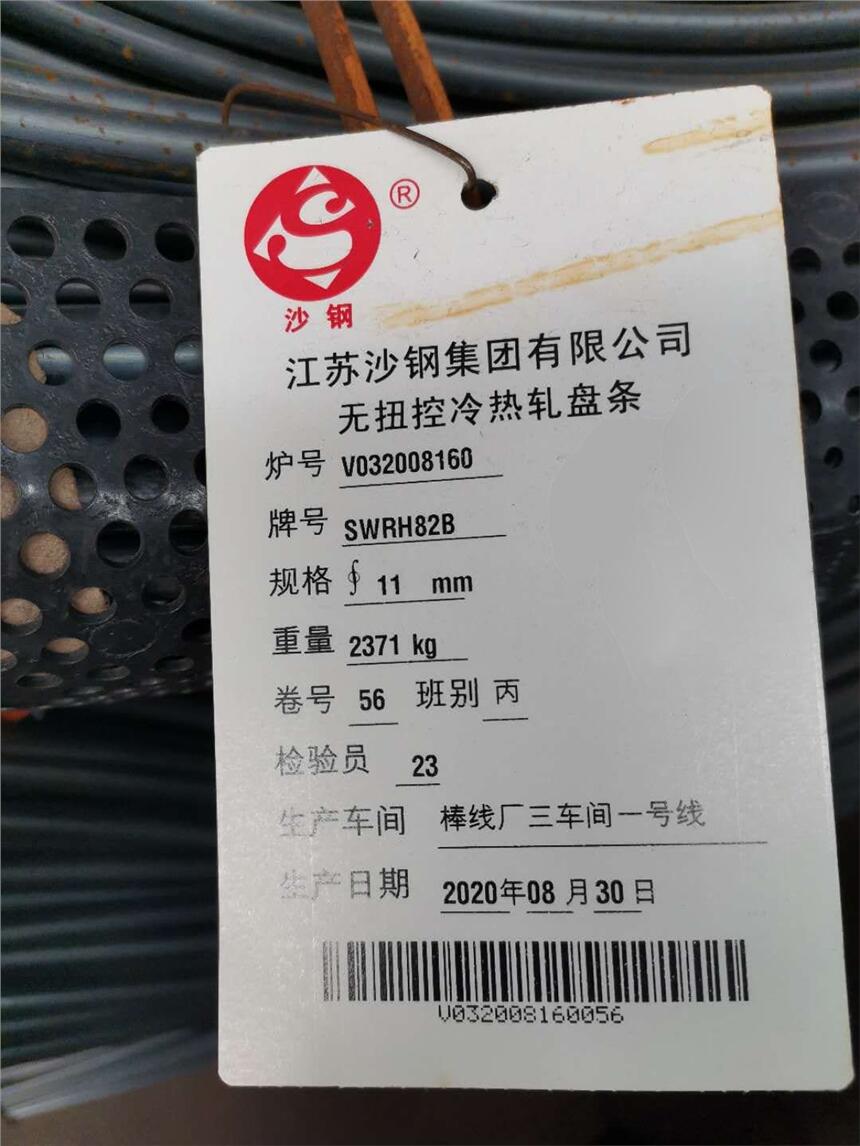 ®
沙钢
江苏沙钢集团有限公司
无扭控冷热轧盘条
炉号 V032008160
牌号 SWRH82B
规格 ∮ 11 mm
重量 2371 kg
卷号 56 班别 丙
检验员 23
生产车间 棒线厂三车间一号线
生产日期 2020年08月30日
V032008160056